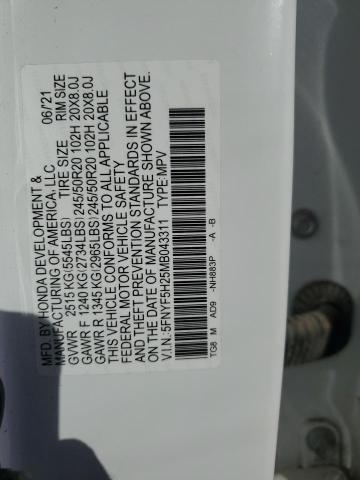 MFD. BY HONDA DEVELOPMENT & 06/21
MANUFACTURING OF AMERICA, LLC
TIRE SIZE RIM SIZE
GVWR 2515 KG(5545LBS)
GAWR F 1240 KG(2734LBS) 245/50R20 102H 20X8.0J
GAWR R 1345 KG(2965LBS) 245/50R20 102H 20X8.0J
THIS VEHICLE CONFORMS TO ALL APPLICABLE
FEDERAL MOTOR VEHICLE SAFETY
AND THEFT PREVENTION STANDARDS IN EFFECT
ON THE DATE OF MANUFACTURE SHOWN ABOVE.
V.I.N.:5FNYF5H25MB043311 TYPE:MPV
TG8 M AD9 -NH883P -A -B